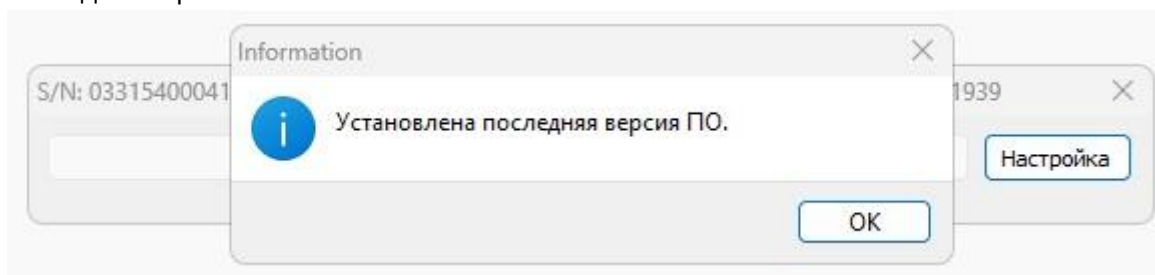 Information
S/N: 03315400041
1939
Установлена последняя версия ПО.
Настройка
OK